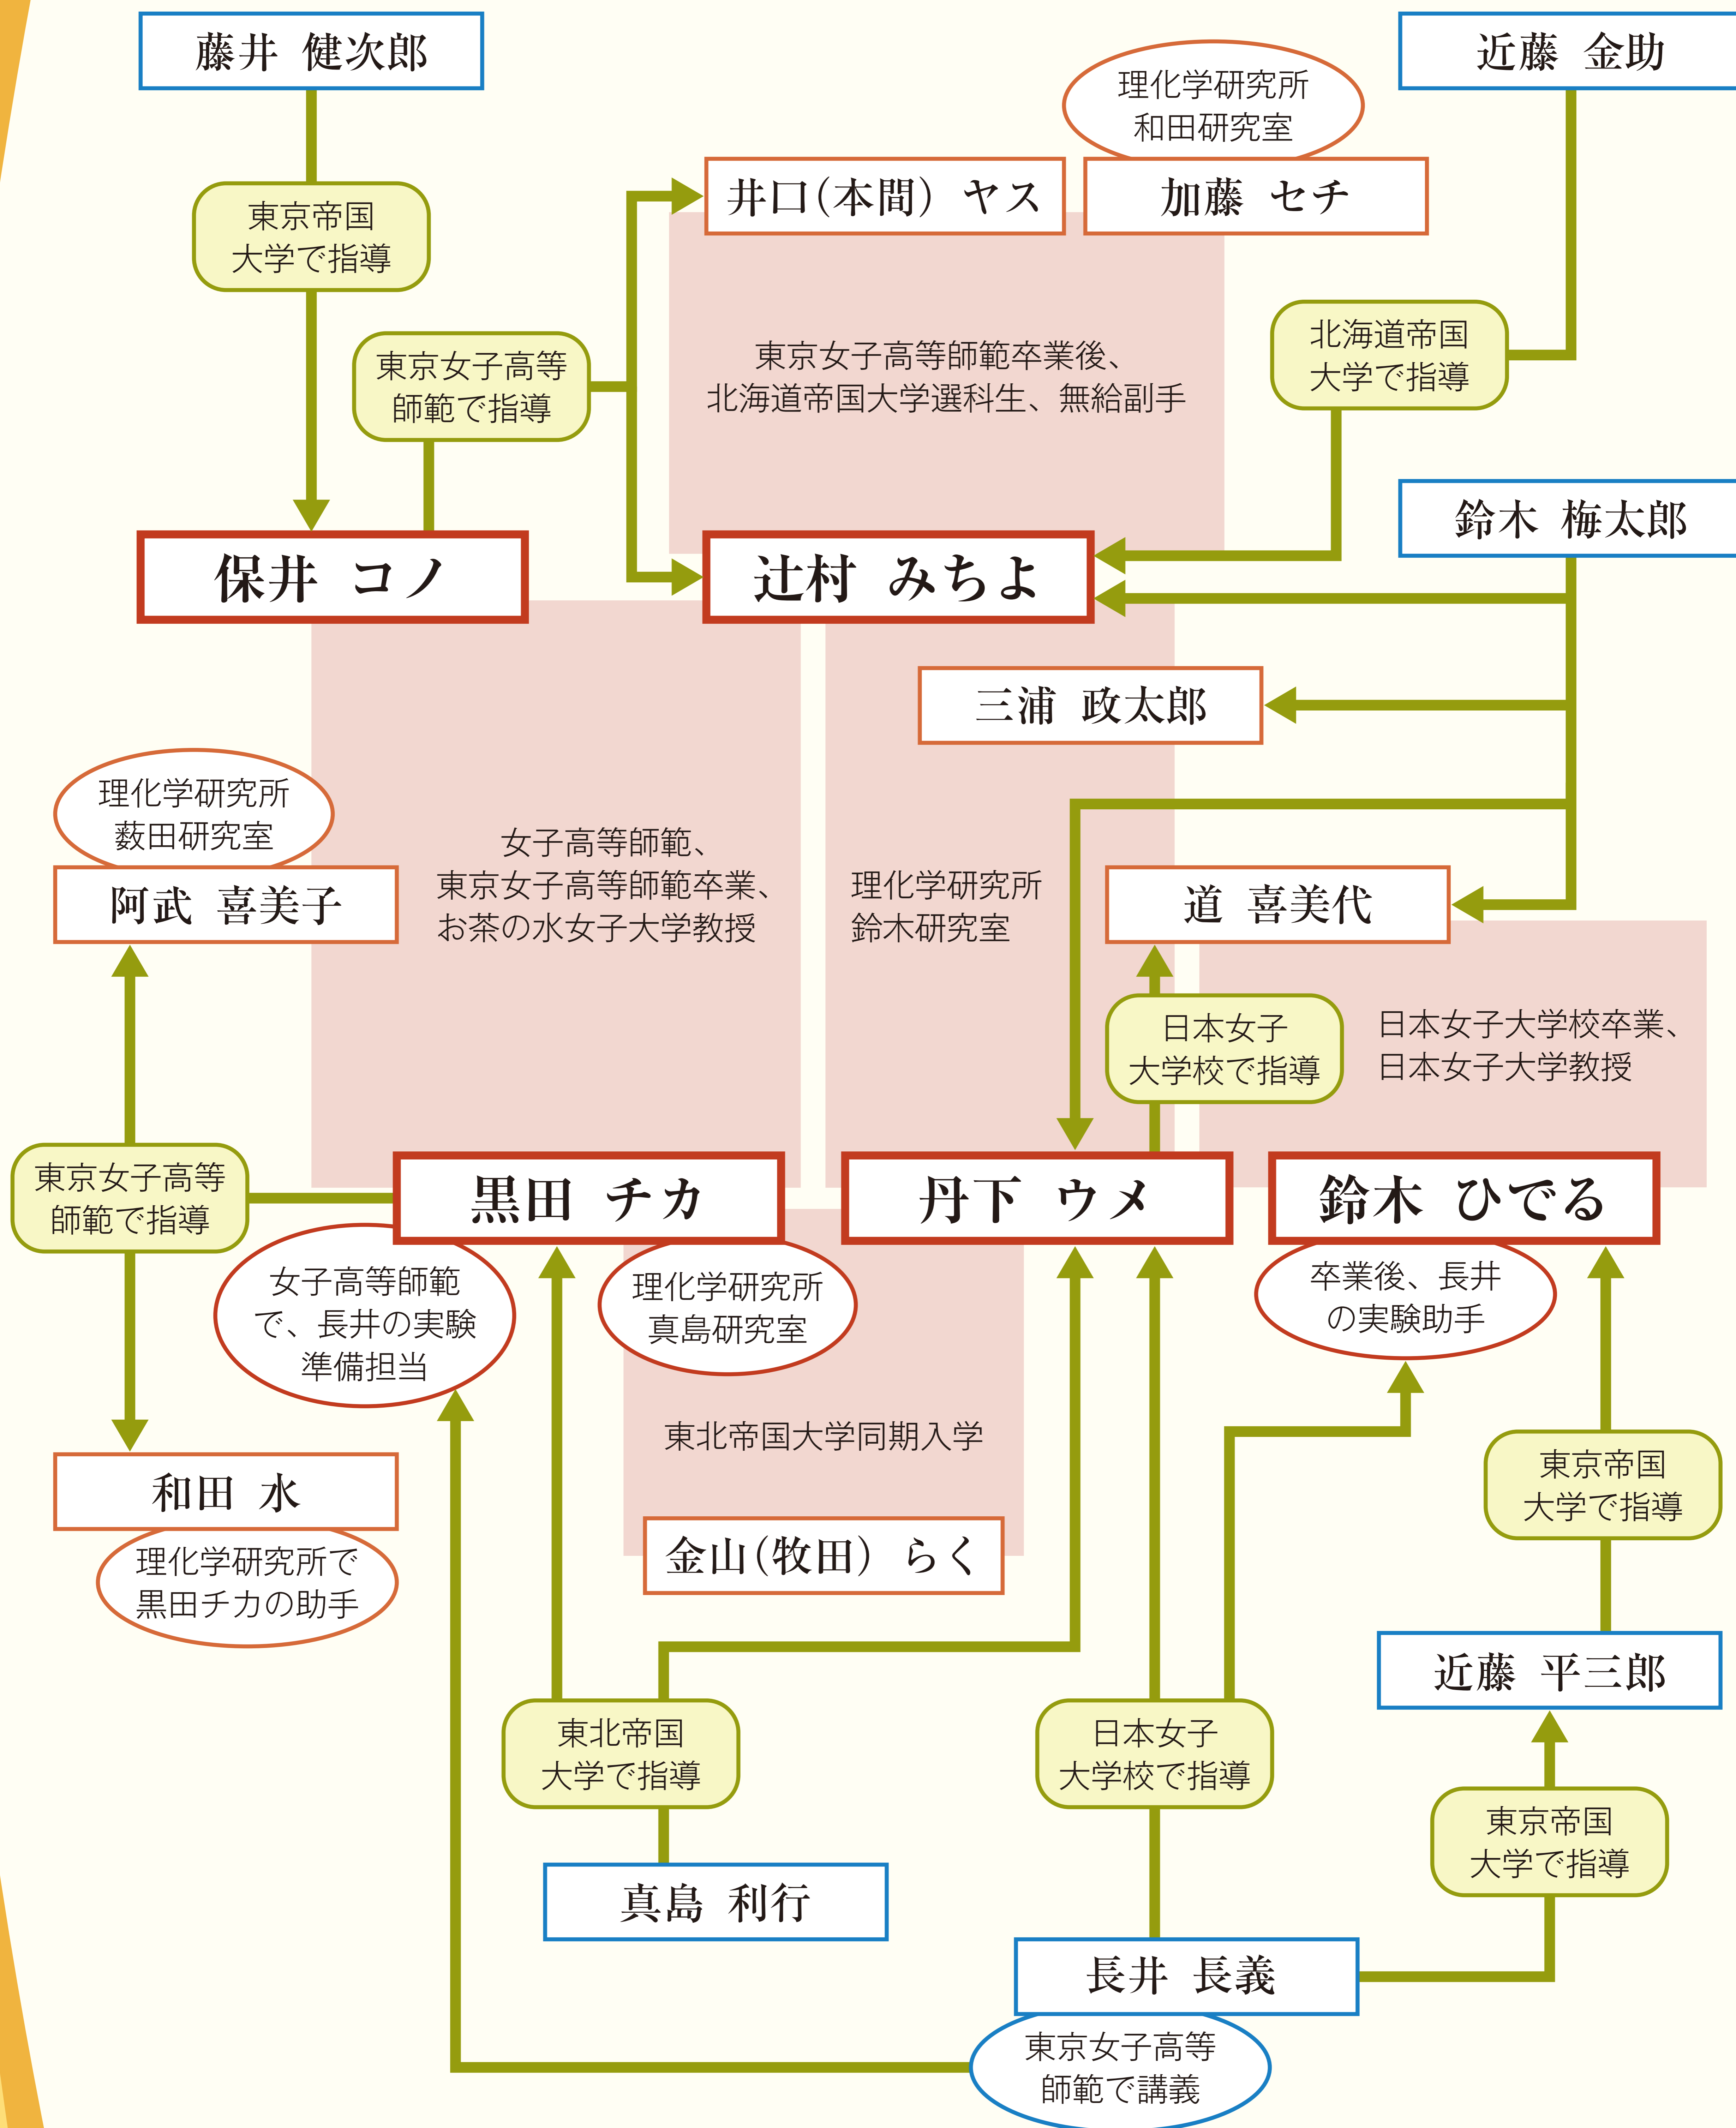 藤井 健次郎
近藤 金助
理化学研究所
和田研究室
井口(本間) ヤス
加藤 セチ
東京帝国
大学で指導
東京女子高等
師範で指導
東京女子高等師範卒業後、
北海道帝国大学選科生、無給副手
北海道帝国
大学で指導
鈴木 梅太郎
保井 コノ
辻村 みちよ
三浦 政太郎
理化学研究所
薮田研究室
阿武 喜美子
女子高等師範、
東京女子高等師範卒業、
お茶の水女子大学教授
理化学研究所
鈴木研究室
道 喜美代
日本女子
大学校で指導
日本女子大学校卒業、
日本女子大学教授
東京女子高等
師範で指導
黒田 チカ
丹下 ウメ
鈴木 ひでる
女子高等師範
で、長井の実験
準備担当
理化学研究所
真島研究室
卒業後、長井
の実験助手
東北帝国大学同期入学
和田 水
理化学研究所で
黒田チカの助手
金山(牧田) らく
東京帝国
大学で指導
近藤 平三郎
東北帝国
大学で指導
日本女子
大学校で指導
東京帝国
大学で指導
真島 利行
長井 長義
東京女子高等
師範で講義